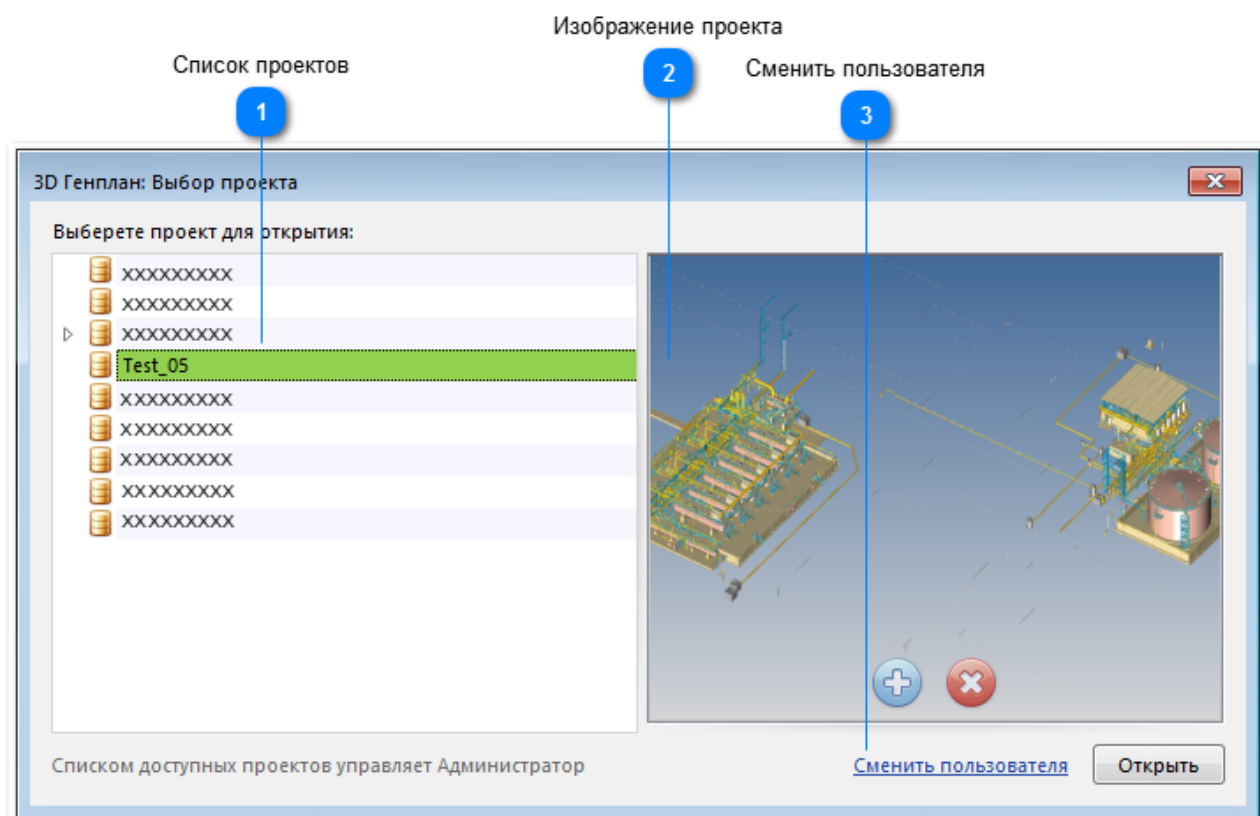 Изображение проекта
Список проектов
2
Сменить пользователя
1
3
3D Генплан: Выбор проекта
Выберете проект для открытия:
xxxxxxxxx
xxxxxxxxx
xxxxxxxxx
Test_05
xxxxxxxxx
xxxxxxxxx
xxxxxxxxx
xxxxxxxxx
xxxxxxxxx
Списком доступных проектов управляет Администратор
Сменить пользователя
Открыть